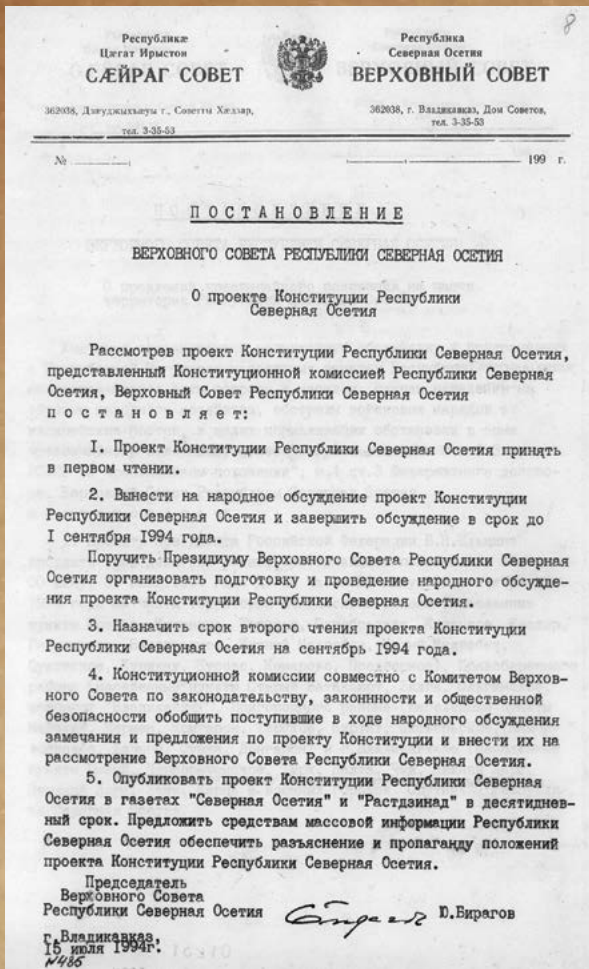 8
Республикæ
Цæгат Ирыстон
СÆЙРАГ СОВЕТ
362038, Дзæуджыхъæуы г., Советты Хæдзар,
тел. 3-35-53
Республика
Северная Осетия
ВЕРХОВНЫЙ СОВЕТ
362038, г. Владикавказ, Дом Советов,
тел. 3-35-53
№
199 г.
ПОСТАНОВЛЕНИЕ
ВЕРХОВНОГО СОВЕТА РЕСПУБЛИКИ СЕВЕРНАЯ ОСЕТИЯ
О проекте Конституции Республики
Северная Осетия
Рассмотрев проект Конституции Республики Северная Осетия,
представленный Конституционной комиссией Республики Северная
Осетия, Верховный Совет Республики Северная Осетия
п о с т а н о в л я е т:
I. Проект Конституции Республики Северная Осетия принять
в первом чтении.
2. Вынести на народное обсуждение проект Конституции
Республики Северная Осетия и завершить обсуждение в срок до
I сентября 1994 года.
Поручить Президиуму Верховного Совета Республики Северная
Осетия организовать подготовку и проведение народного обсужде-
ния проекта Конституции Республики Северная Осетия.
3. Назначить срок второго чтения проекта Конституции
Республики Северная Осетия на сентябрь 1994 года.
4. Конституционной комиссии совместно с Комитетом Верхов-
ного Совета по законодательству, законнности и общественной
безопасности обобщить поступившие в ходе народного обсуждения
замечания и предложения по проекту Конституции и внести их на
рассмотрение Верховного Совета Республики Северная Осетия.
5. Опубликовать проект Конституции Республики Северная
Осетия в газетах "Северная Осетия" и "Растдзинад" в десятиднев-
ный срок. Предложить средствам массовой информации Республики
Северная Осетия обеспечить разъяснение и пропаганду положений
проекта Конституции Республики Северная Осетия.
Председатель
Верховного Совета
Республики Северная Осетия Ю.Бирагов
г.Владикавказ,
15 июля 1994г.
№485